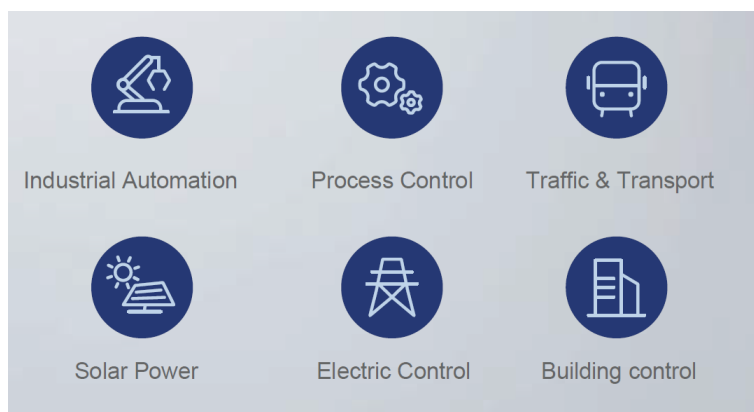 Industrial Automation
Process Control
Traffic & Transport
Solar Power
Electric Control
Building control